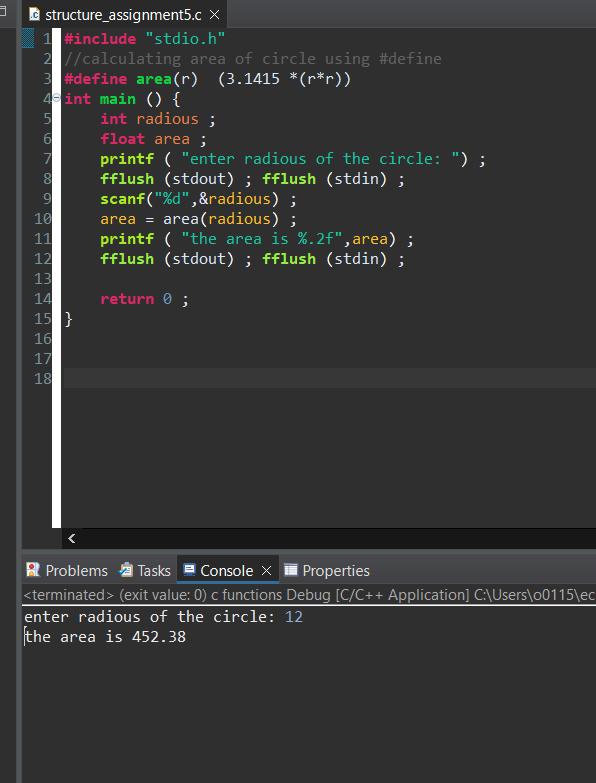 structure_assignment5.c
1 #include "stdio.h"
2 //calculating area of circle using #define
3 #define area(r)  (3.1415 *(r*r))
4 int main () {
5     int radious ;
6     float area ;
7     printf ( "enter radious of the circle: ") ;
8     fflush (stdout) ; fflush (stdin) ;
9     scanf("%d",&radious) ;
10     area = area(radious) ;
11     printf ( "the area is %.2f",area) ;
12     fflush (stdout) ; fflush (stdin) ;
13
14     return 0 ;
15 }
16
17
18
Problems Tasks Console Properties
<terminated> (exit value: 0) c functions Debug [C/C++ Application] C:\Users\o0115\ec
enter radious of the circle: 12
the area is 452.38